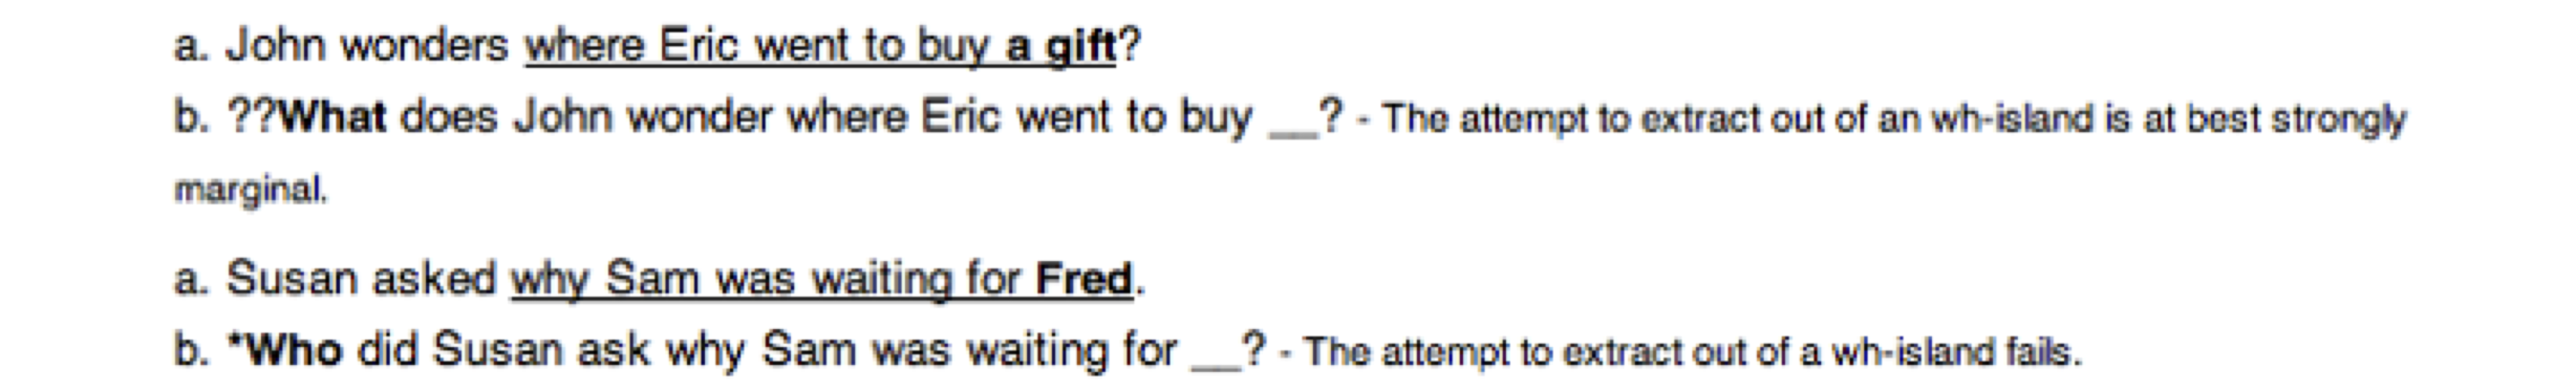 a. John wonders where Eric went to buy a gift?
b. ??What does John wonder where Eric went to buy __? - The attempt to extract out of an wh-island is at best strongly
marginal.
a. Susan asked why Sam was waiting for Fred.
b. *Who did Susan ask why Sam was waiting for __? - The attempt to extract out of a wh-island fails.